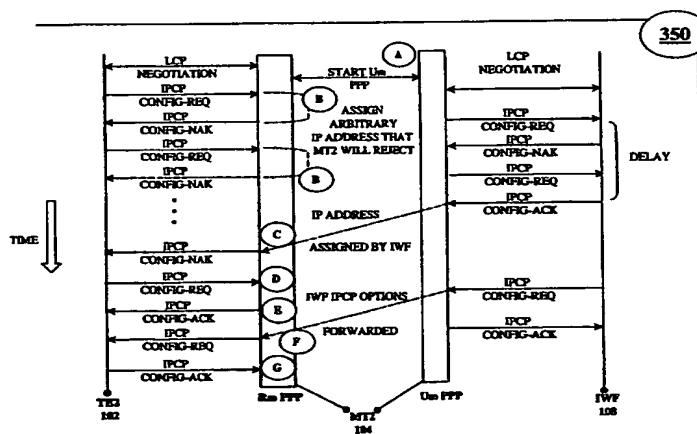 350
A
LCP
NEGOTIATION
START Um
PPP
LCP
NEGOTIATION
IPCP
CONFIG-REQ
B
ASSIGN
ARBITRARY
IP ADDRESS THAT
MT2 WILL REJECT
IPCP
CONFIG-NAK
IPCP
CONFIG-REQ
B
IPCP
CONFIG-NAK
IPCP
CONFIG-REQ
IPCP
CONFIG-NAK
DELAY
IPCP
CONFIG-REQ
IPCP
CONFIG-ACK
TIME
IP ADDRESS
C
ASSIGNED BY IWF
IPCP
CONFIG-NAK
IPCP
CONFIG-REQ
D
IWF IPCP OPTIONS
IPCP
CONFIG-REQ
IPCP
CONFIG-ACK
E
FORWARDED
IPCP
CONFIG-REQ
F
IPCP
CONFIG-ACK
IPCP
CONFIG-ACK
G
Rm PPP
Um PPP
TE2
102
MT2
104
IWF
108